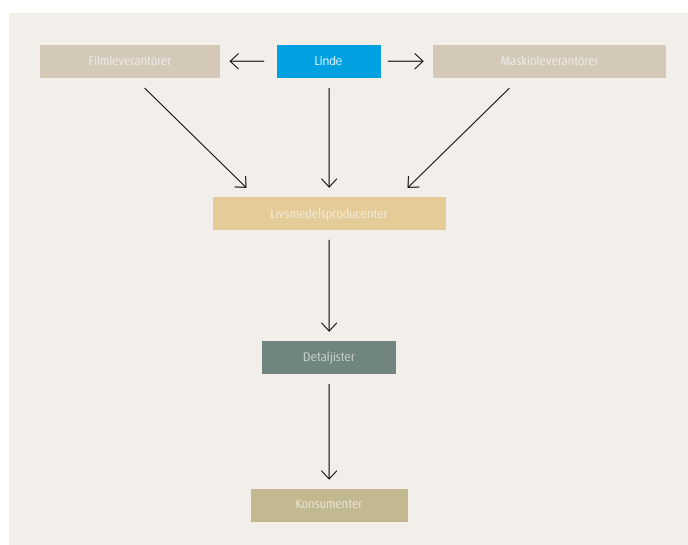 Filmleverantörer
Linde
Maskinleverantörer
Livsmedelsproducenter
Detaljister
Konsumenter